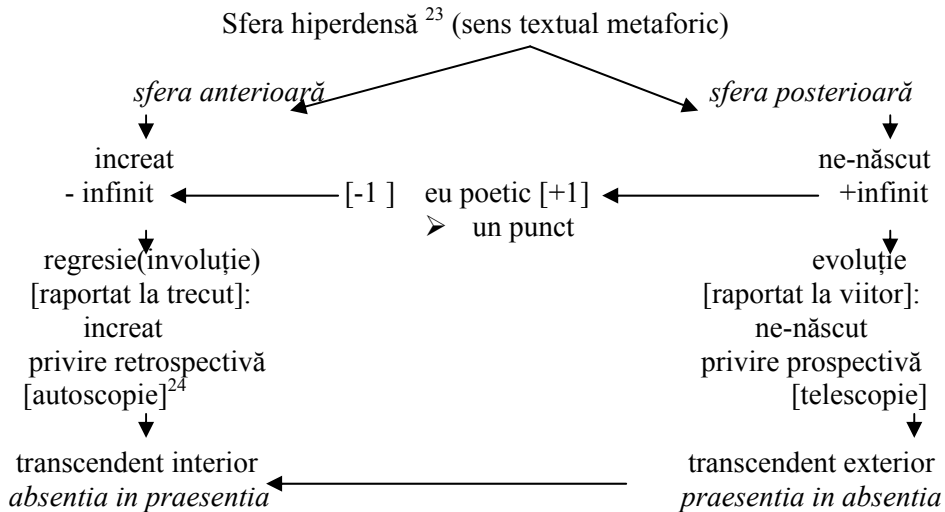 Sfera hiperdensă 23 (sens textual metaforic)
sfera anterioară sfera posterioară
increat ne-născut
- infinit [-1 ] eu poetic [+1] +infinit
➢ un punct
regresie(involuție) evoluție
[raportat la trecut]: [raportat la viitor]:
increat ne-născut
privire retrospectivă privire prospectivă
[autoscopie]24 [telescopie]
transcendent interior transcendent exterior
absentia in praesentia praesentia in absentia